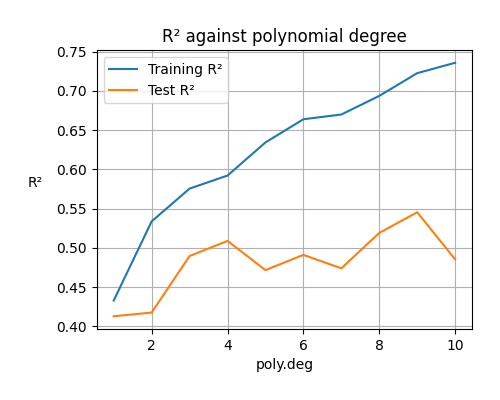 R² against polynomial degree
Training R²
Test R²
0.75
0.70
0.65
0.60
0.55
0.50
0.45
0.40
R²
2 4 6 8 10
poly.deg